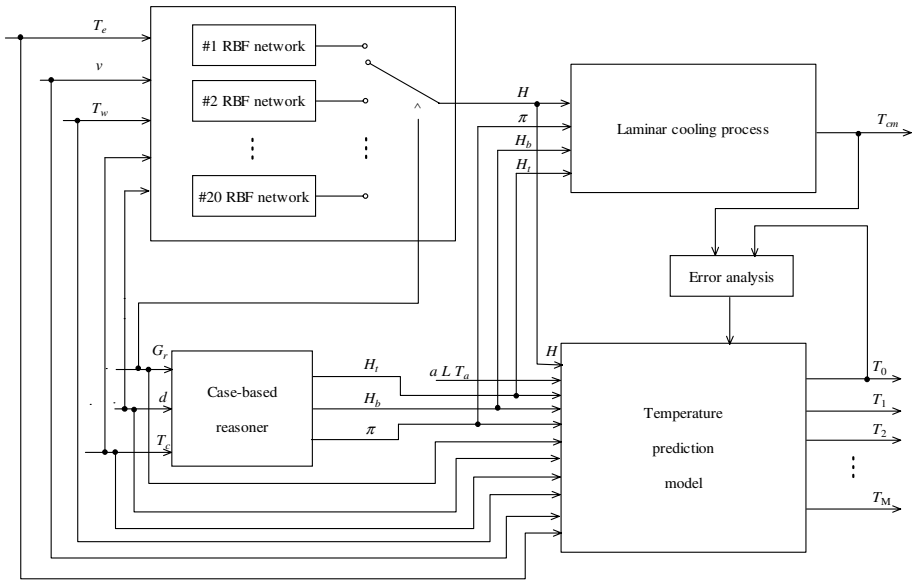 T_e
#1 RBF network
v
#2 RBF network
H
T_w
π
Laminar cooling process
T_cm
H_b
H_t
#20 RBF network
Error analysis
G_r
H
T_0
H_t
a L T_a
Case-based
reasoner
d
H_b
T_1
Temperature
prediction
model
T_c
π
T_2
T_M